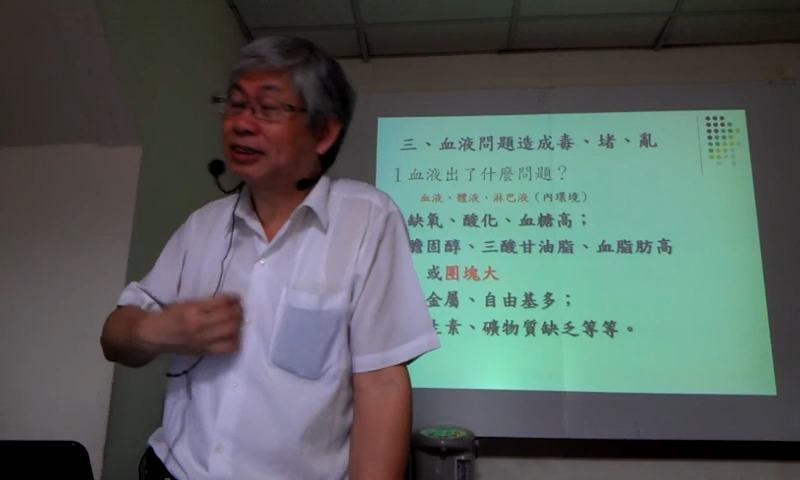 三、血液問題造成毒、堵、亂
1血液出了什麼問題？
血液、體液、淋巴液（內環境）
缺氧、酸化、血糖高；
膽固醇、三酸甘油脂、血脂肪高
或團塊大
金屬、自由基多；
生素、礦物質缺乏等等。